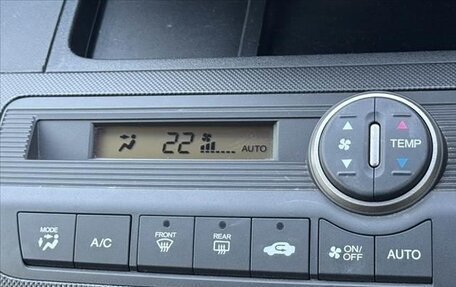 22 AUTO
TEMP
MODE
A/C
FRONT
REAR
ON/
OFF
AUTO